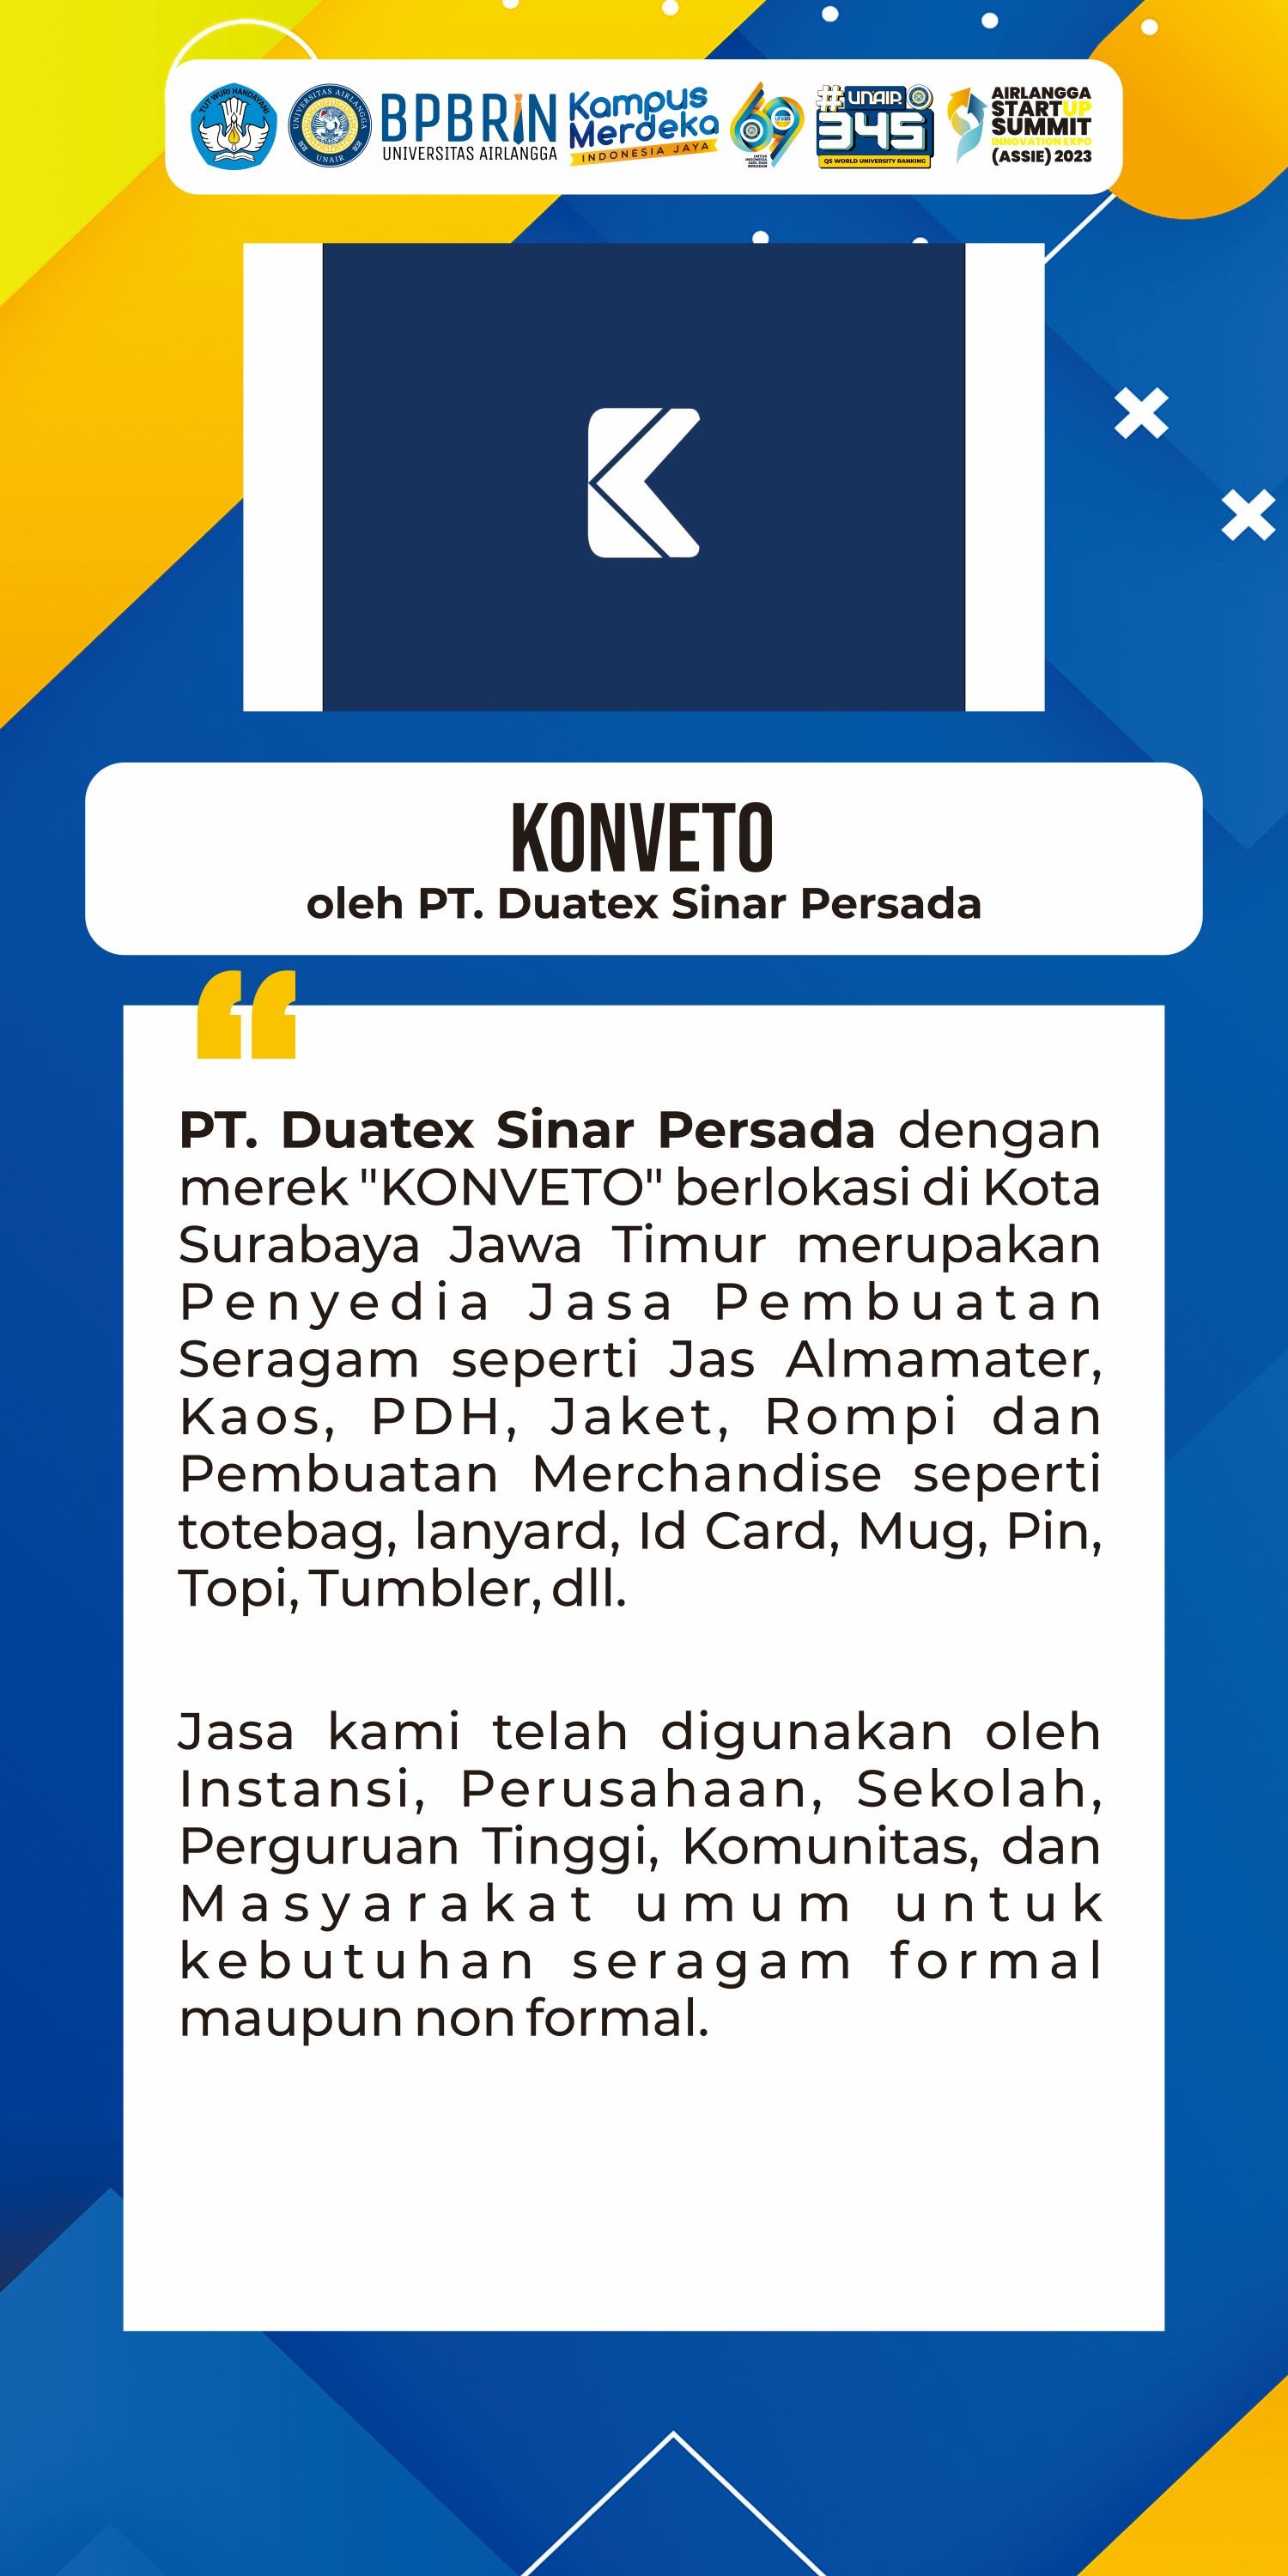 TUT WURI HANDAYANI
UNIVERSITAS AIRLANGGA
UNAIR
BPBRIN
UNIVERSITAS AIRLANGGA
Kampus
Merdeka
INDONESIA JAYA
69
#UNAIR
345
QS WORLD UNIVERSITY RANKING
AIRLANGGA
STARTUP
SUMMIT
INNOVATION EXPO
(ASSIE) 2023
KONVETO
oleh PT. Duatex Sinar Persada
“
PT. Duatex Sinar Persada dengan
merek "KONVETO" berlokasi di Kota
Surabaya Jawa Timur merupakan
Penyedia Jasa Pembuatan
Seragam seperti Jas Almamater,
Kaos, PDH, Jaket, Rompi dan
Pembuatan Merchandise seperti
totebag, lanyard, Id Card, Mug, Pin,
Topi, Tumbler, dll.
Jasa kami telah digunakan oleh
Instansi, Perusahaan, Sekolah,
Perguruan Tinggi, Komunitas, dan
Masyarakat umum untuk
kebutuhan seragam formal
maupun non formal.